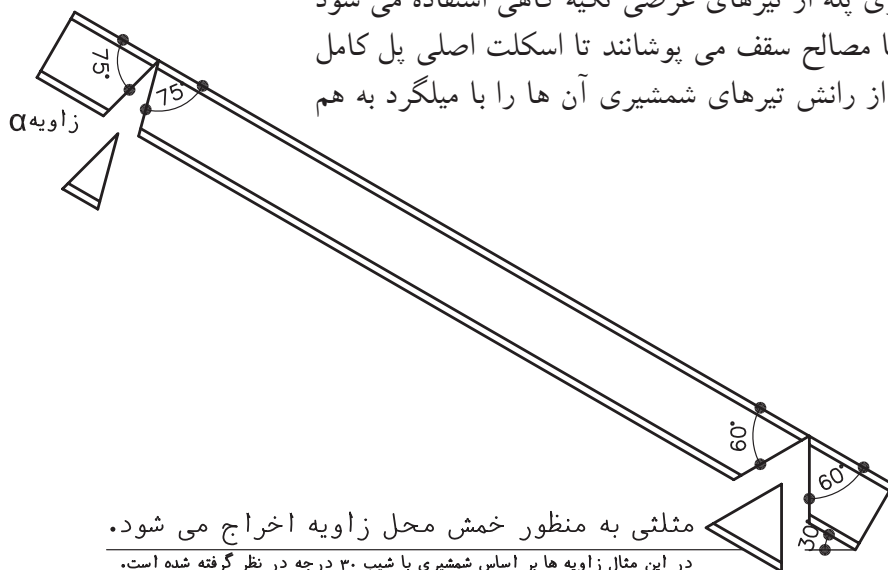 وی پله از تیرهای عرضی تکیه گاهی استفاده می شود
ا مصالح سقف می پوشانند تا اسکلت اصلی پل کامل
از رانش تیرهای شمشیری آن ها را با میلگرد به هم
75°
75°
زاویه α
60°
60°
30°
مثلثی به منظور خمش محل زاویه اخراج می شود.
در این مثال زاویه ها بر اساس شمشیری با شیب ۳۰ درجه در نظر گرفته شده است.